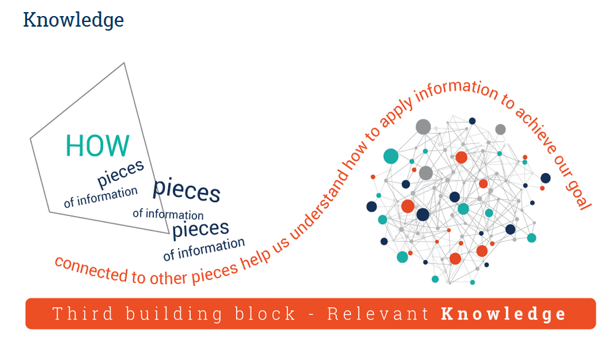 Knowledge
HOW
pieces
of information
pieces
of information
pieces
of information
connected to other pieces help us understand how to apply information to achieve our goal
Third building block - Relevant Knowledge